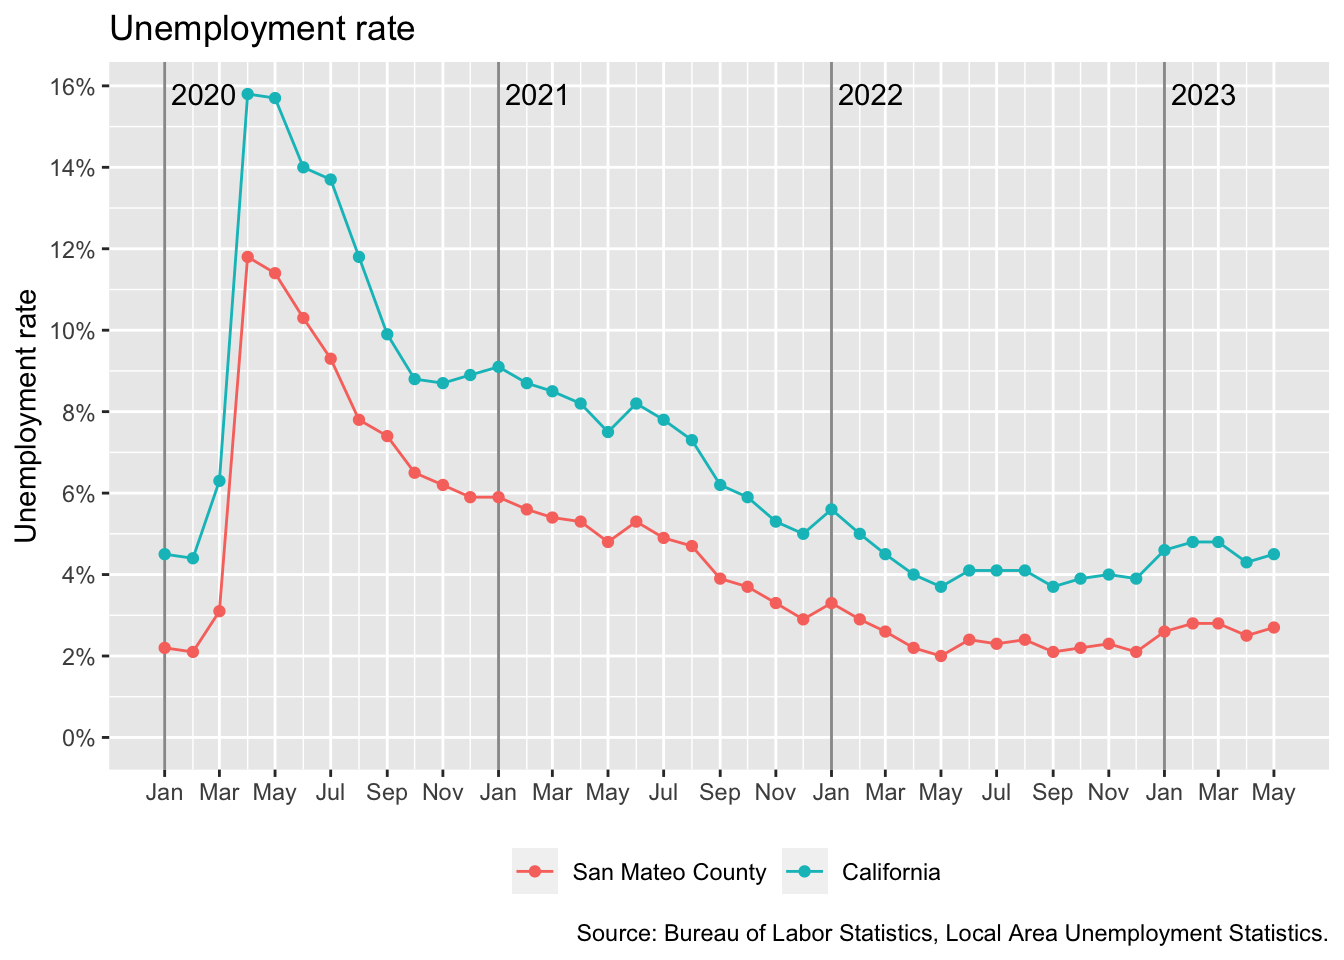 Unemployment rate
16%
14%
12%
10%
8%
6%
4%
2%
0%
Unemployment rate
2020 2021 2022 2023
Jan Mar May Jul Sep Nov Jan Mar May Jul Sep Nov Jan Mar May Jul Sep Nov Jan Mar May
San Mateo County California
Source: Bureau of Labor Statistics, Local Area Unemployment Statistics.